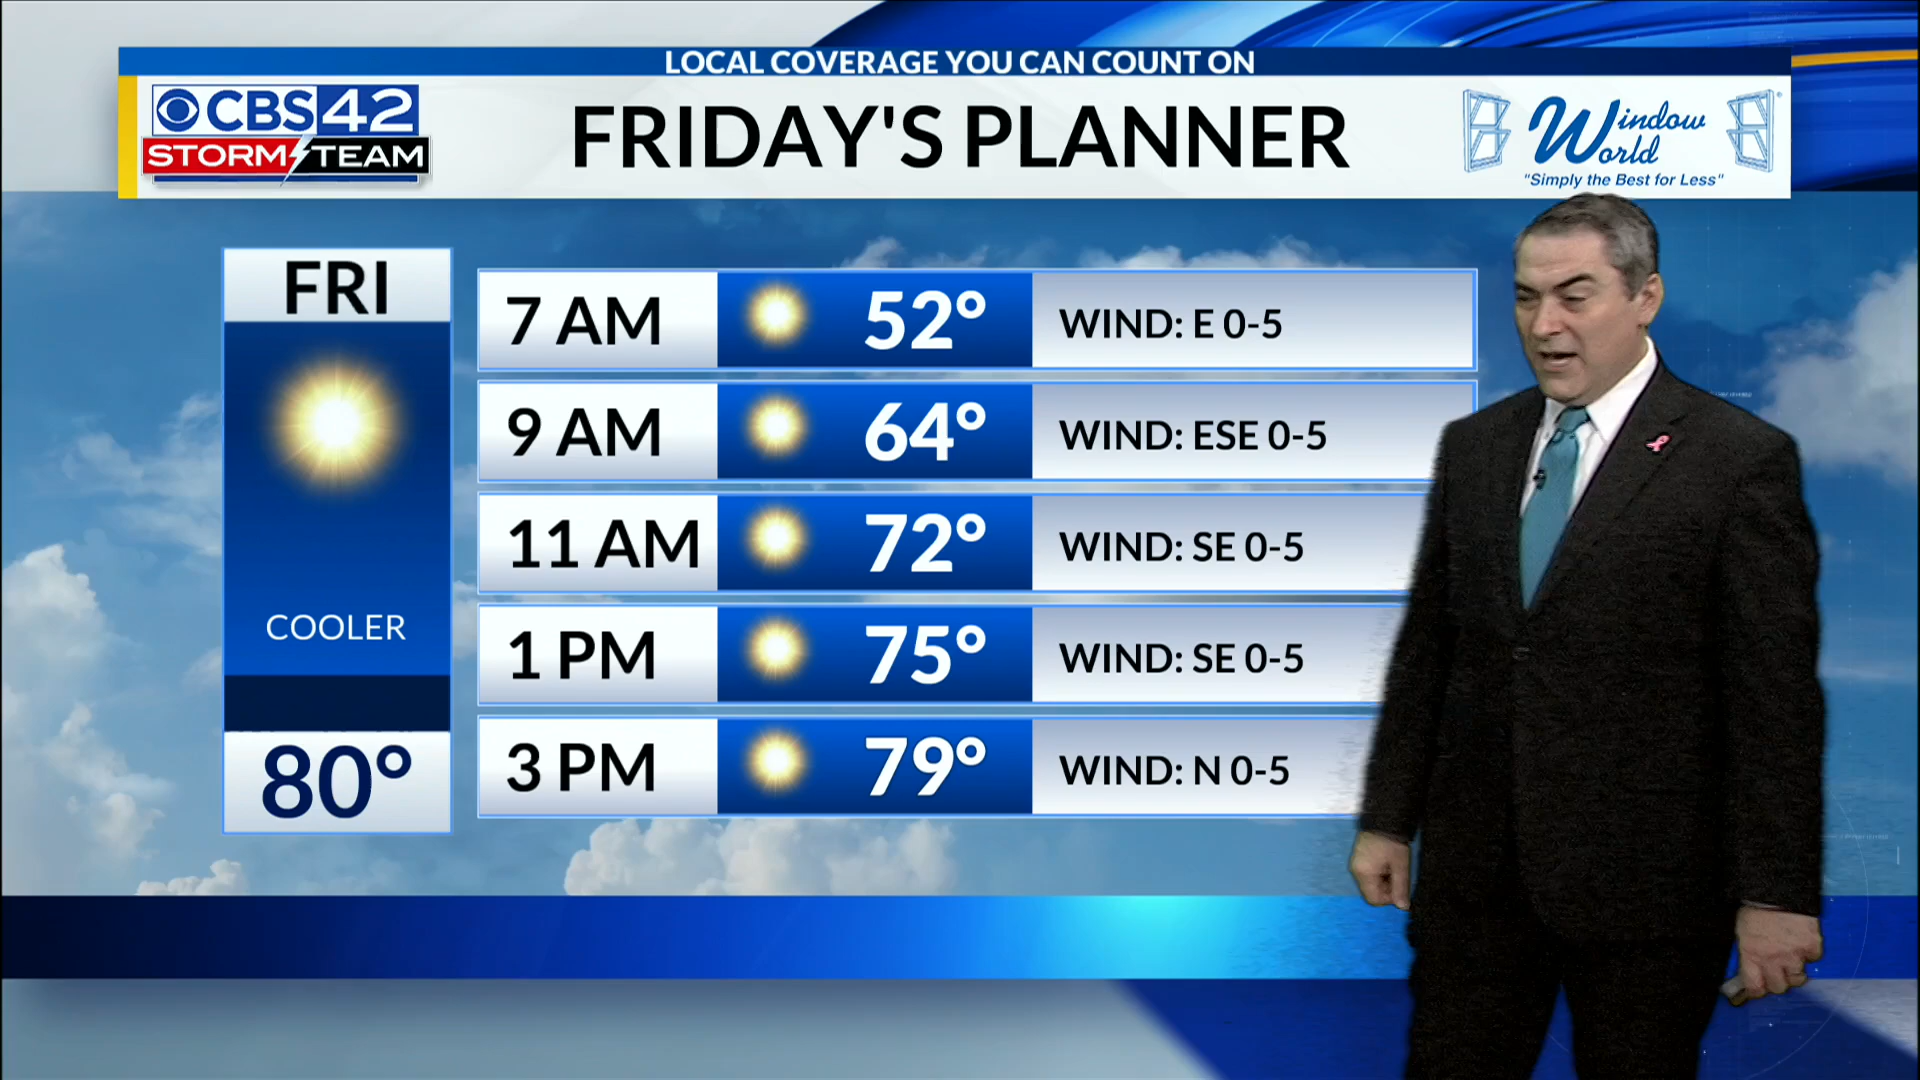 LOCAL COVERAGE YOU CAN COUNT ON
CBS 42
STORM TEAM
FRIDAY'S PLANNER
Window World
"Simply the Best for Less"
FRI
COOLER
80°
7 AM 52° WIND: E 0-5
9 AM 64° WIND: ESE 0-5
11 AM 72° WIND: SE 0-5
1 PM 75° WIND: SE 0-5
3 PM 79° WIND: N 0-5